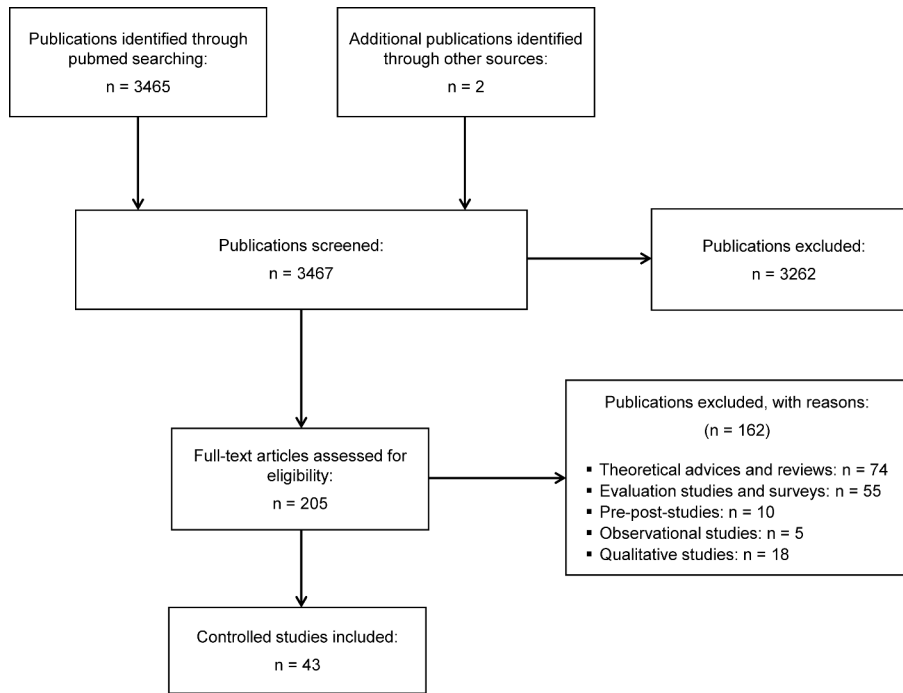 Publications identified through
pubmed searching:
n = 3465
Additional publications identified
through other sources:
n = 2
Publications screened:
n = 3467
Publications excluded:
n = 3262
Full-text articles assessed for
eligibility:
n = 205
Publications excluded, with reasons:
(n = 162)
▪ Theoretical advices and reviews: n = 74
▪ Evaluation studies and surveys: n = 55
▪ Pre-post-studies: n = 10
▪ Observational studies: n = 5
▪ Qualitative studies: n = 18
Controlled studies included:
n = 43